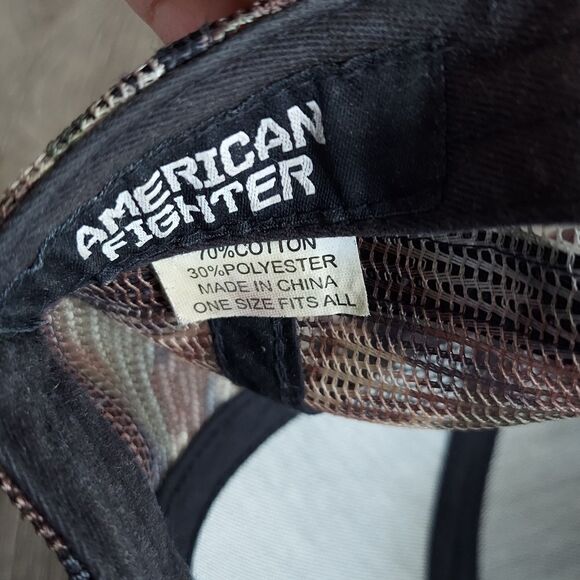 AMERICAN
FIGHTER
70%COTTON
30%POLYESTER
MADE IN CHINA
ONE SIZE FITS ALL